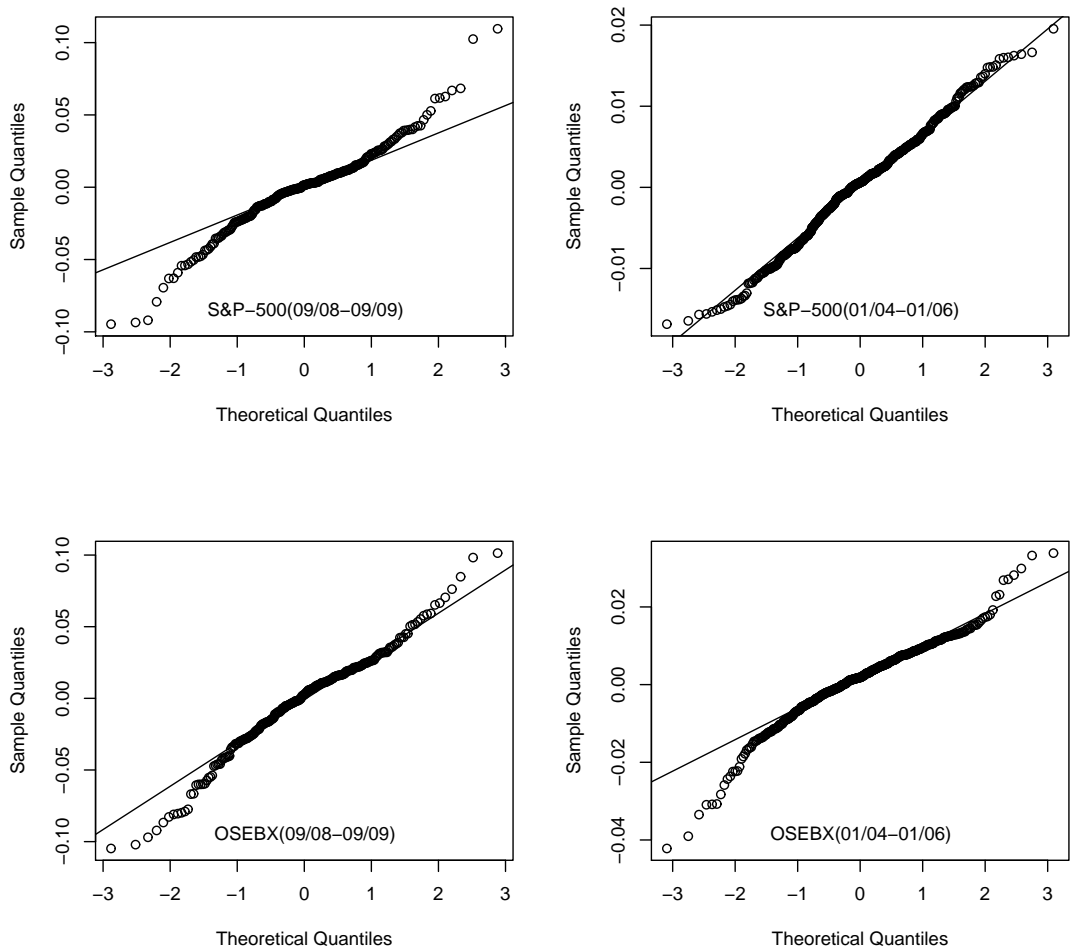 0.10
0.05
0.00
−0.05
−0.10
Sample Quantiles
S&P−500(09/08−09/09)
−3 −2 −1 0 1 2 3
Theoretical Quantiles
0.02
0.01
0.00
−0.01
Sample Quantiles
S&P−500(01/04−01/06)
−3 −2 −1 0 1 2 3
Theoretical Quantiles
0.10
0.05
0.00
−0.05
−0.10
Sample Quantiles
OSEBX(09/08−09/09)
−3 −2 −1 0 1 2 3
Theoretical Quantiles
0.02
0.00
−0.02
−0.04
Sample Quantiles
OSEBX(01/04−01/06)
−3 −2 −1 0 1 2 3
Theoretical Quantiles